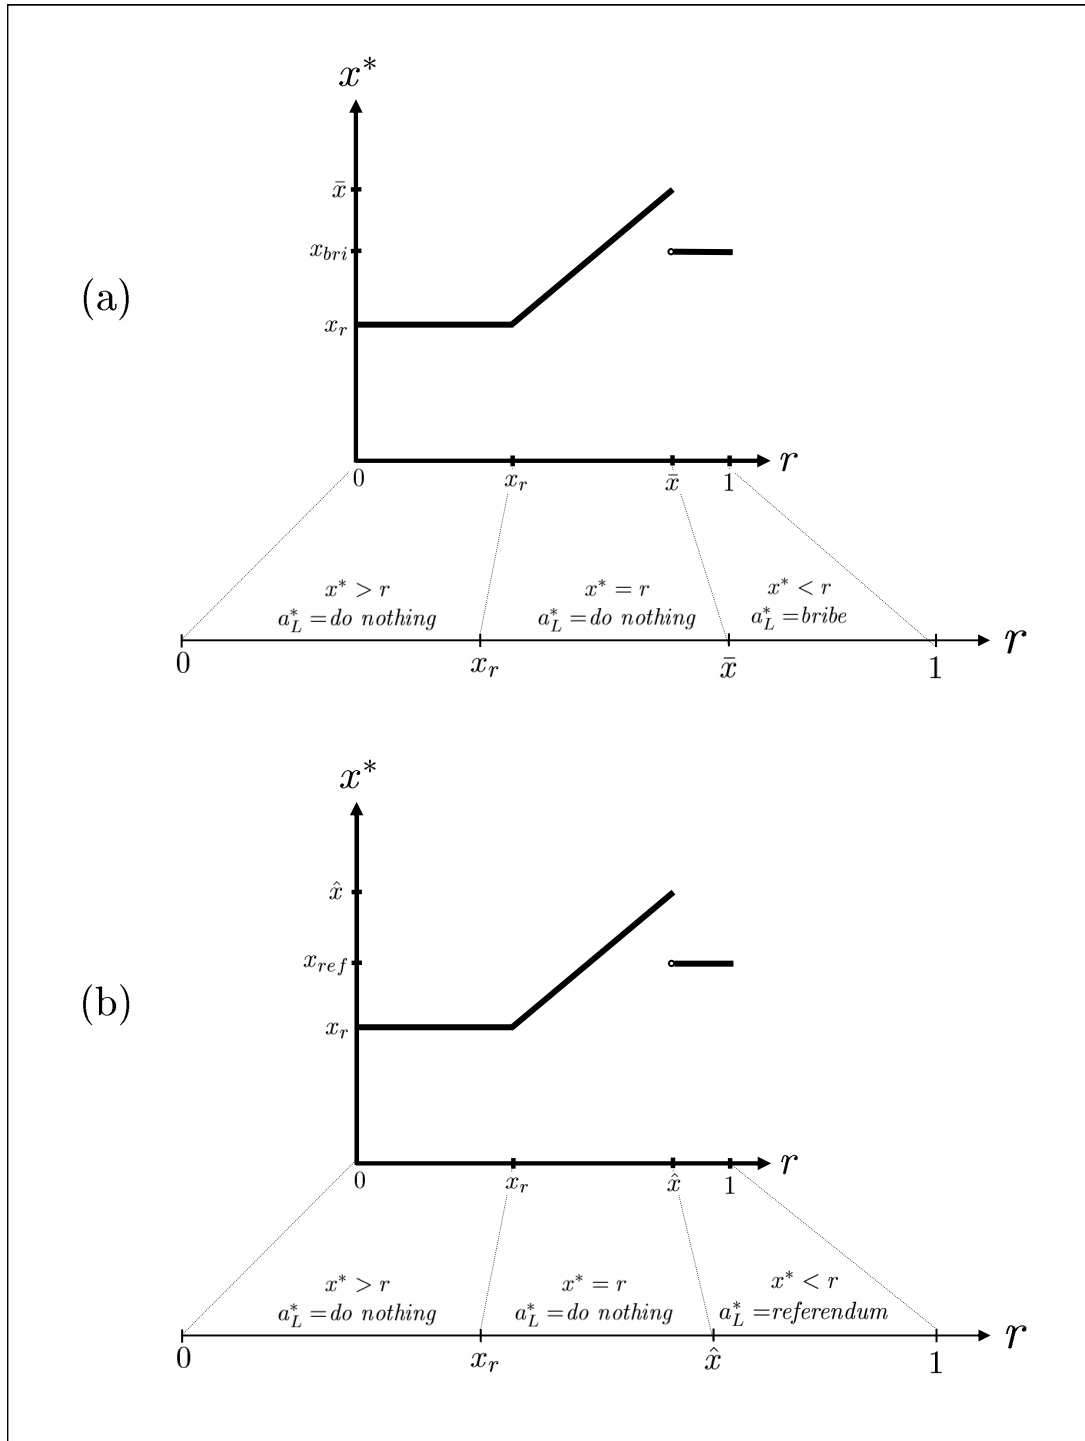 x*
x̄
x_bri
(a)
x_r
r
0 x_r x̄ 1
x* > r x* = r x* < r
a*_L = do nothing a*_L = do nothing a*_L = bribe
r
0 x_r x̄ 1
x*
x̂
x_ref
(b)
x_r
r
0 x_r x̂ 1
x* > r x* = r x* < r
a*_L = do nothing a*_L = do nothing a*_L = referendum
r
0 x_r x̂ 1